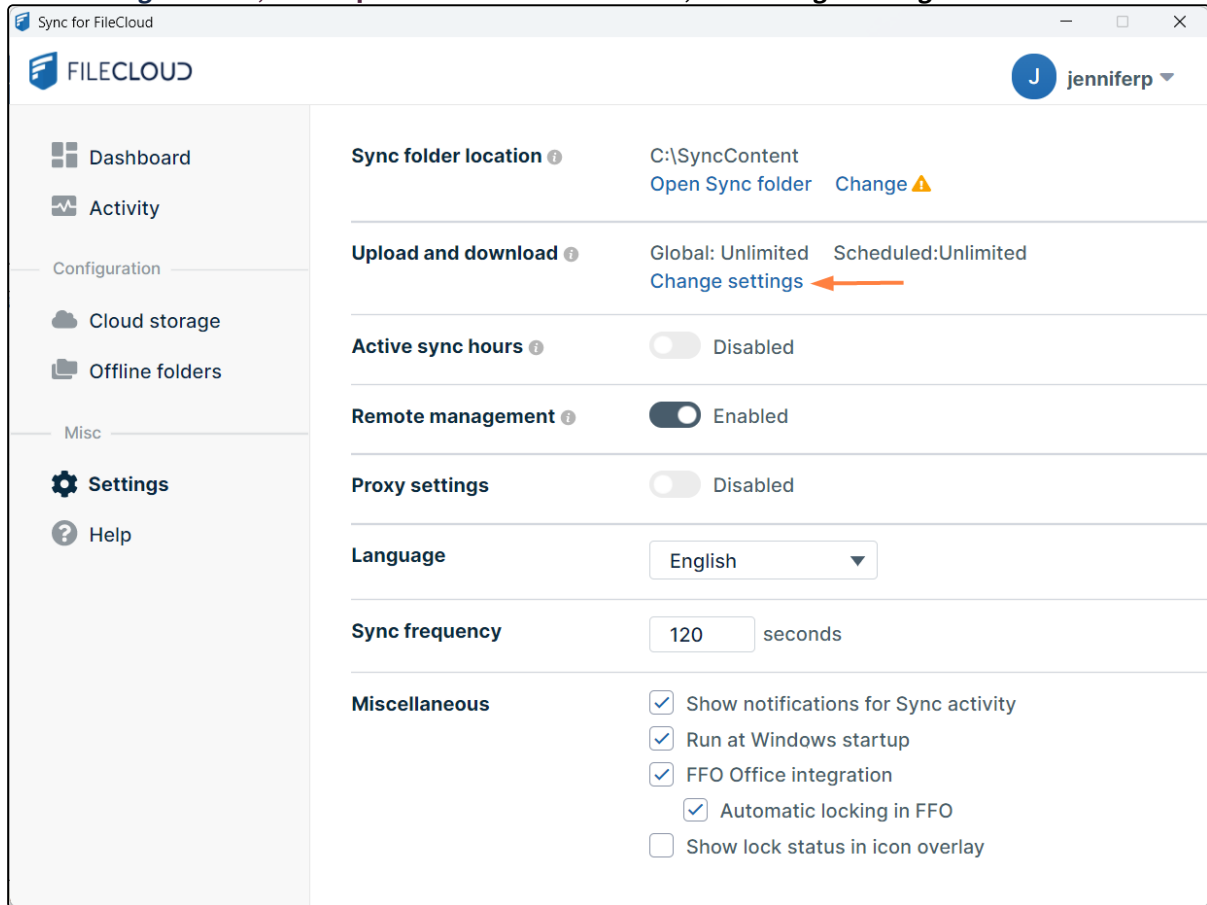 Sync for FileCloud
FILECLOUD
J jenniferp
Dashboard
Activity
Configuration
Cloud storage
Offline folders
Misc
Settings
Help
Sync folder location C:\SyncContent
Open Sync folder Change
Upload and download Global: Unlimited Scheduled:Unlimited
Change settings
Active sync hours Disabled
Remote management Enabled
Proxy settings Disabled
Language English
Sync frequency 120 seconds
Miscellaneous Show notifications for Sync activity
Run at Windows startup
FFO Office integration
Automatic locking in FFO
Show lock status in icon overlay